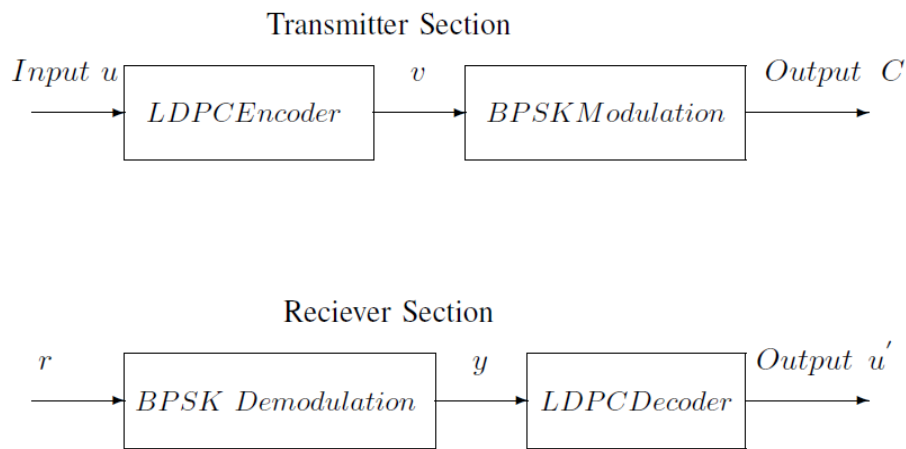 Transmitter Section
Input u
v
Output C
LDPCEncoder
BPSKModulation
Reciever Section
r
y
Output u'
BPSK Demodulation
LDPCDecoder